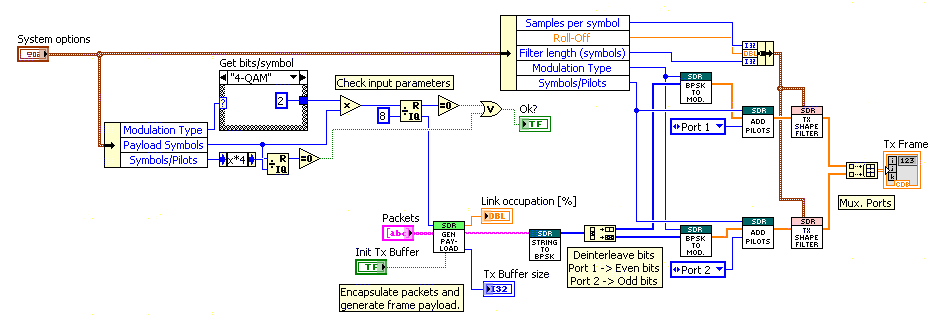 System options
Samples per symbol
Roll-Off
Filter length (symbols)
Modulation Type
Symbols/Pilots
I32
DBL
I32
Get bits/symbol
"4-QAM"
?
2
Check input parameters
x
8
R
IQ
=0
V
Ok?
TF
Modulation Type
Payload Symbols
Symbols/Pilots
x*4
R
IQ
=0
SDR
BPSK
TO
MOD.
Port 1
SDR
ADD
PILOTS
SDR
TX
SHAPE
FILTER
Tx Frame
i
j
k
123
CDB
Mux. Ports
Link occupation [%]
DBL
Packets
abc
SDR
GEN
PAY-
LOAD
Init Tx Buffer
TF
Tx Buffer size
I32
Encapsulate packets and
generate frame payload.
SDR
STRING
TO
BPSK
Deinterleave bits
Port 1 -> Even bits
Port 2 -> Odd bits
SDR
BPSK
TO
MOD.
Port 2
SDR
ADD
PILOTS
SDR
TX
SHAPE
FILTER